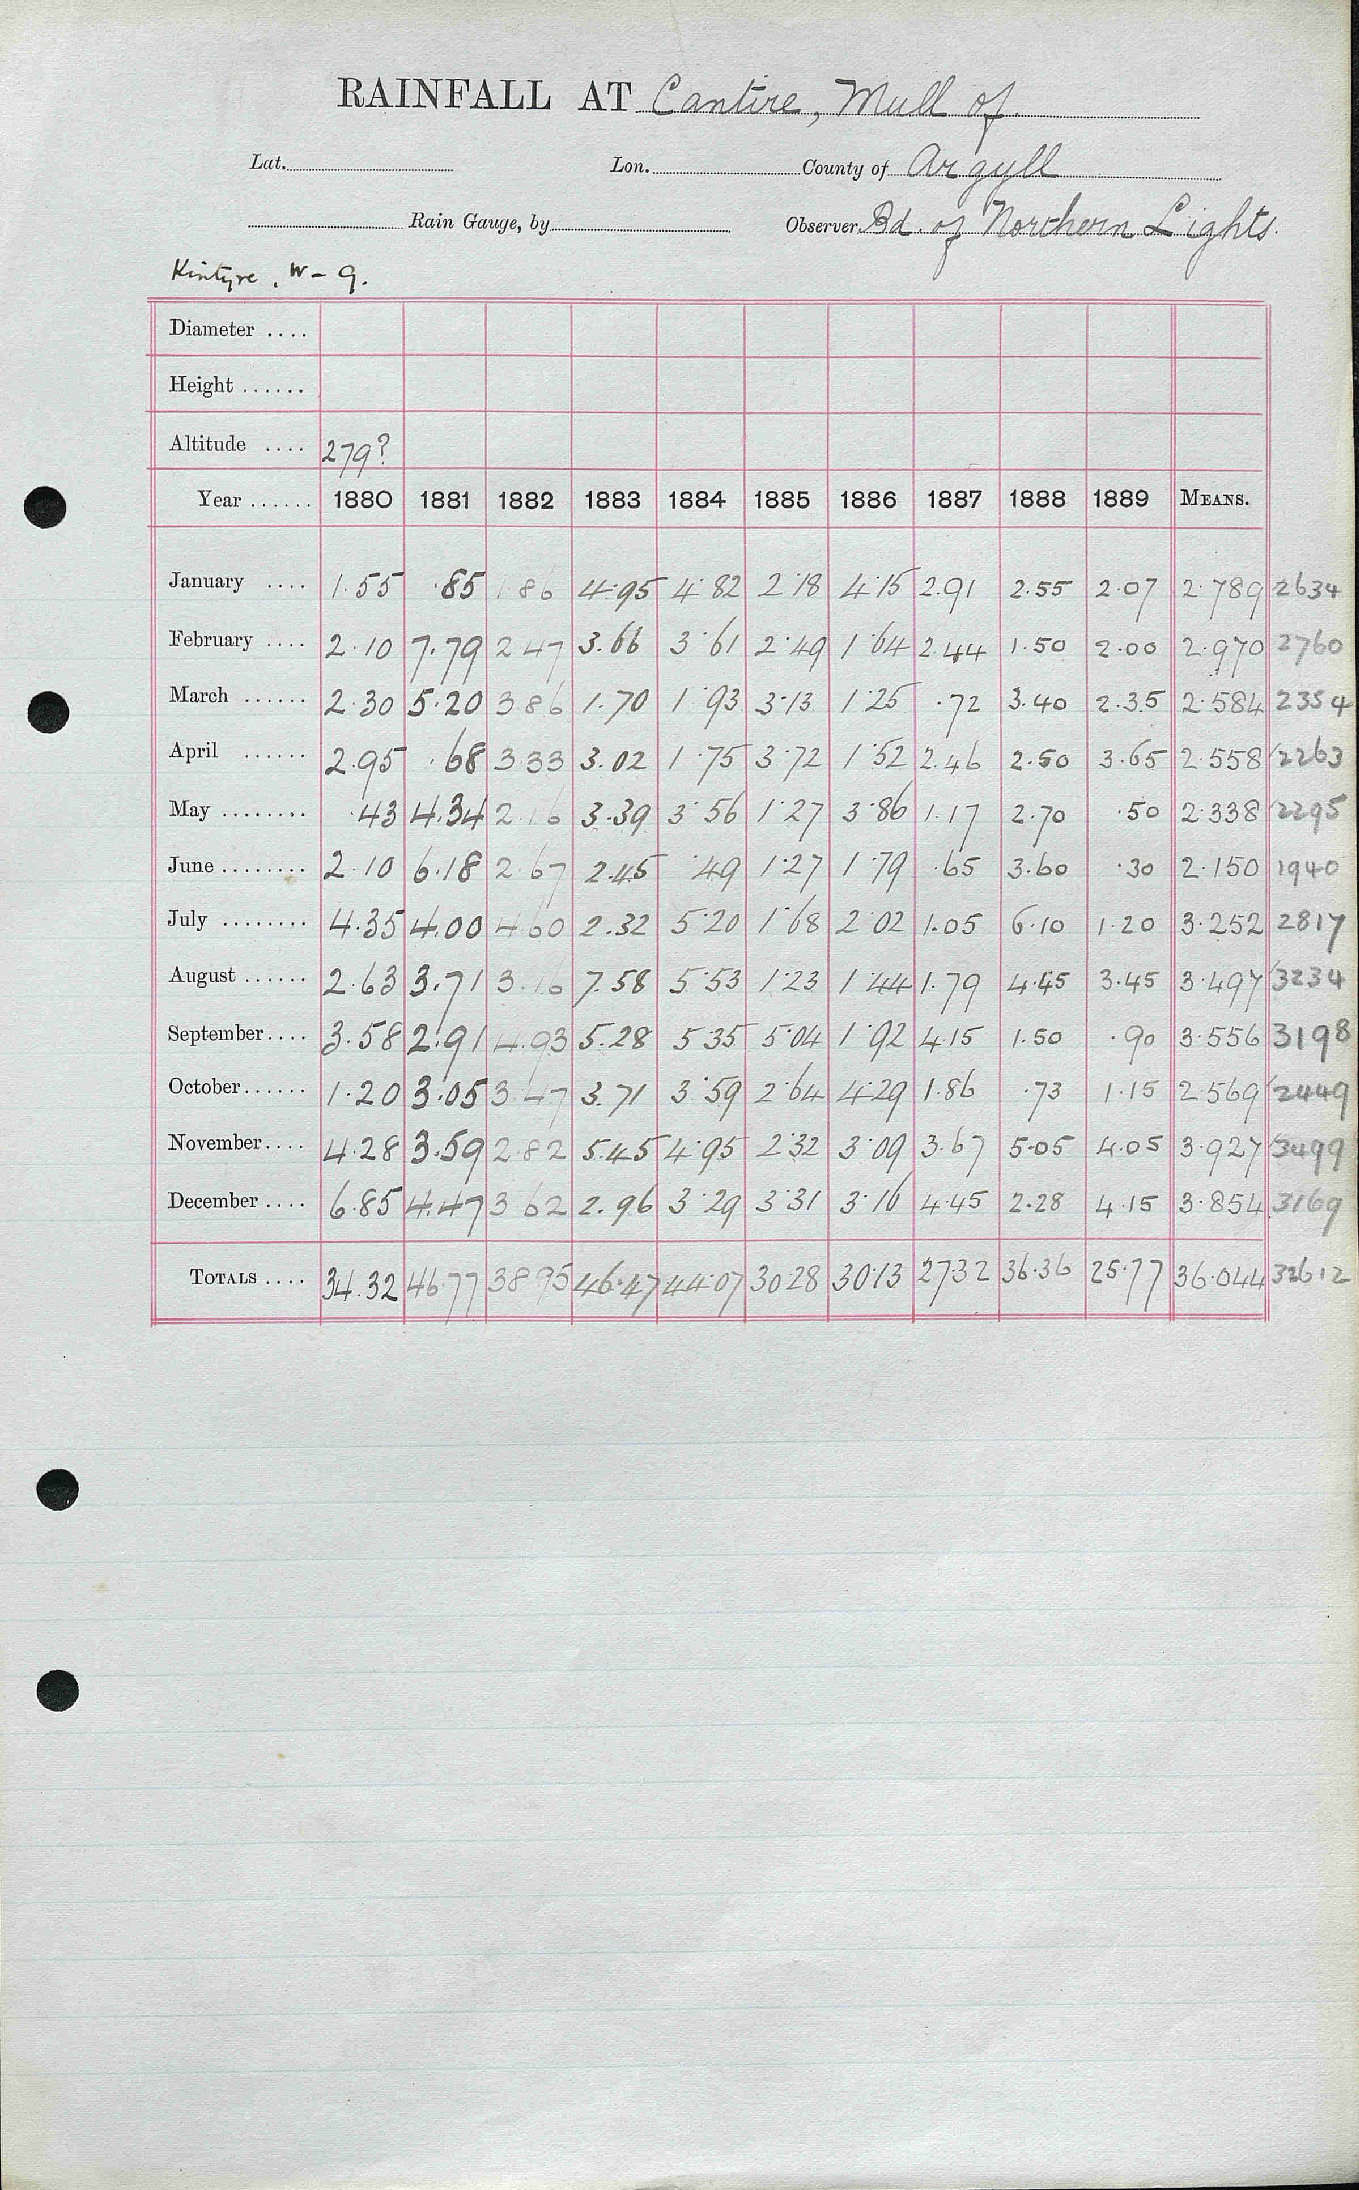 RAINFALL AT Cantire, Mull of
Lat. Lon. County of Argyll
Rain Gauge, by Observer Bd. of Northern Lights.
Kintyre, W - 9.
Diameter ....
Height ......
Altitude .... 279?
Year ...... 1880 1881 1882 1883 1884 1885 1886 1887 1888 1889 MEANS.
January .... 1.55 .85 1.86 4.95 4.82 2.18 4.15 2.91 2.55 2.07 2.789 2634
February .... 2.10 7.79 2.47 3.66 3.61 2.49 1.64 2.44 1.50 2.00 2.970 2760
March ...... 2.30 5.20 3.86 1.70 1.93 3.13 1.25 .72 3.40 2.35 2.584 2354
April ...... 2.95 .68 3.33 3.02 1.75 3.72 1.52 2.46 2.50 3.65 2.558 2263
May ........ .43 4.34 2.16 3.39 3.56 1.27 3.86 1.17 2.70 .50 2.338 2295
June ........ 2.10 6.18 2.67 2.45 .49 1.27 1.79 .65 3.60 .30 2.150 1940
July ........ 4.35 4.00 4.60 2.32 5.20 1.68 2.02 1.05 6.10 1.20 3.252 2817
August ...... 2.63 3.71 3.16 7.58 5.53 1.23 1.44 1.79 4.45 3.45 3.497 3234
September .... 3.58 2.91 4.93 5.28 5.35 5.04 1.92 4.15 1.50 .90 3.556 3198
October ...... 1.20 3.05 3.47 3.71 3.59 2.64 4.29 1.86 .73 1.15 2.569 2449
November .... 4.28 3.59 2.82 5.45 4.95 2.32 3.09 3.67 5.05 4.05 3.927 3499
December .... 6.85 4.47 3.62 2.96 3.29 3.31 3.16 4.45 2.28 4.15 3.854 3169
TOTALS .... 34.32 46.77 38.95 46.47 44.07 30.28 30.13 27.32 36.36 25.77 36.044 32612